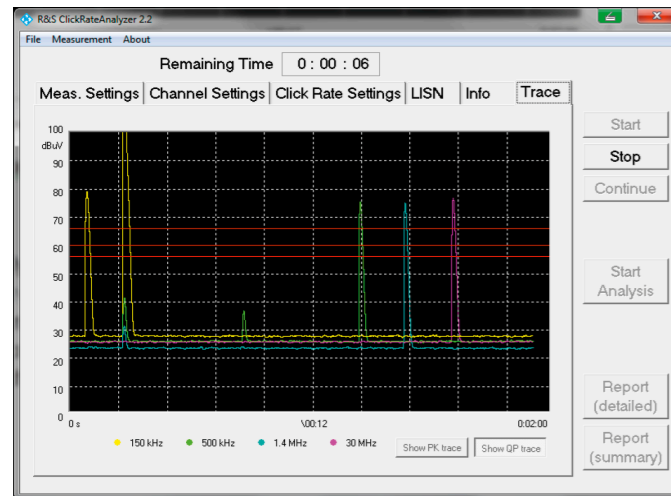 R&S ClickRateAnalyzer 2.2
File Measurement About
Remaining Time 0 : 00 : 06
Meas. Settings Channel Settings Click Rate Settings LISN Info Trace
100
dBuV
90
80
70
60
50
40
30
20
10
0
0 s \00:12 0:02:00
150 kHz 500 kHz 1.4 MHz 30 MHz
Show PK trace Show QP trace
Start
Stop
Continue
Start
Analysis
Report
(detailed)
Report
(summary)